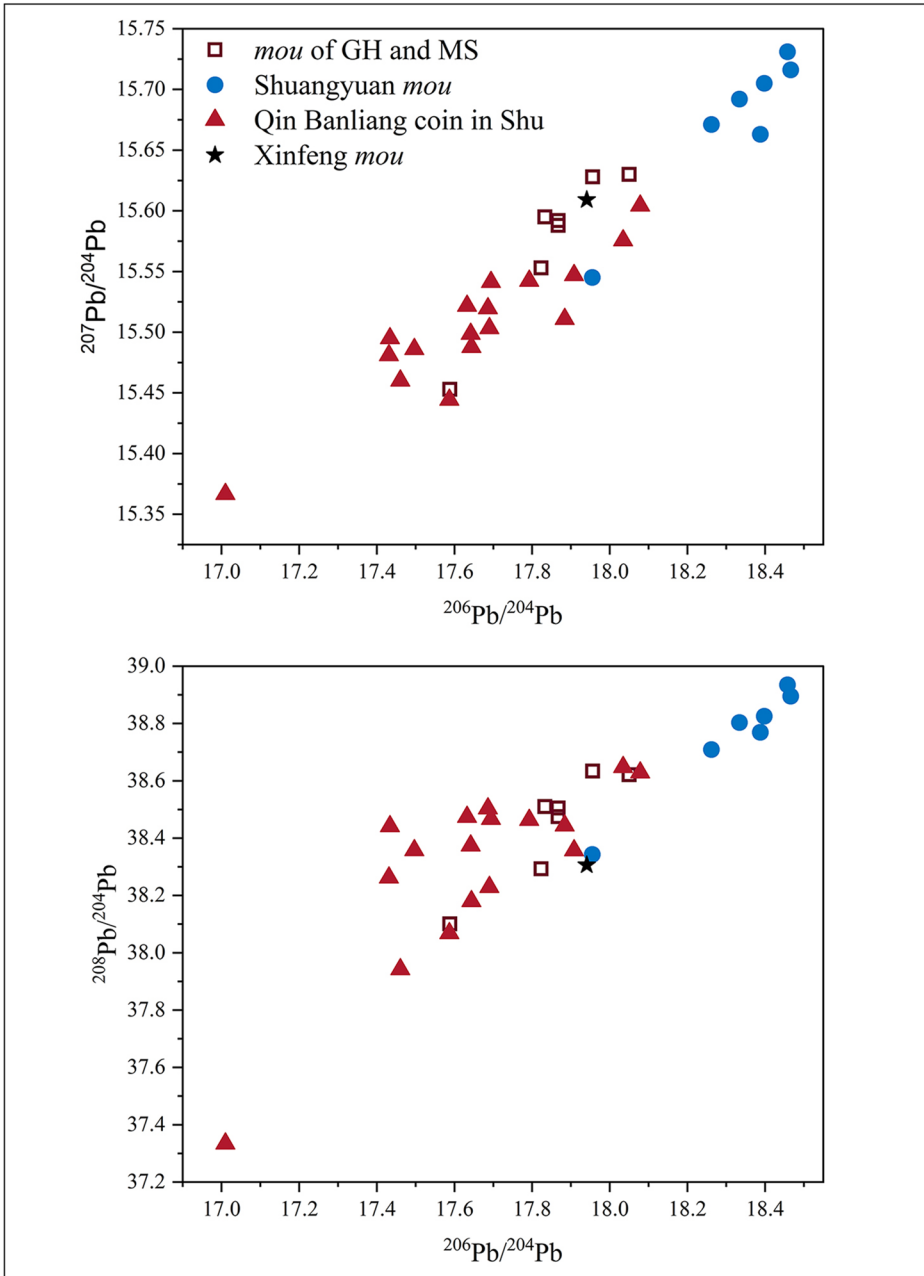 mou of GH and MS
Shuangyuan mou
Qin Banliang coin in Shu
Xinfeng mou
15.75
15.70
15.65
15.60
15.55
15.50
15.45
15.40
15.35
²⁰⁷Pb/²⁰⁴Pb
17.0 17.2 17.4 17.6 17.8 18.0 18.2 18.4
²⁰⁶Pb/²⁰⁴Pb
39.0
38.8
38.6
38.4
38.2
38.0
37.8
37.6
37.4
37.2
²⁰⁸Pb/²⁰⁴Pb
17.0 17.2 17.4 17.6 17.8 18.0 18.2 18.4
²⁰⁶Pb/²⁰⁴Pb